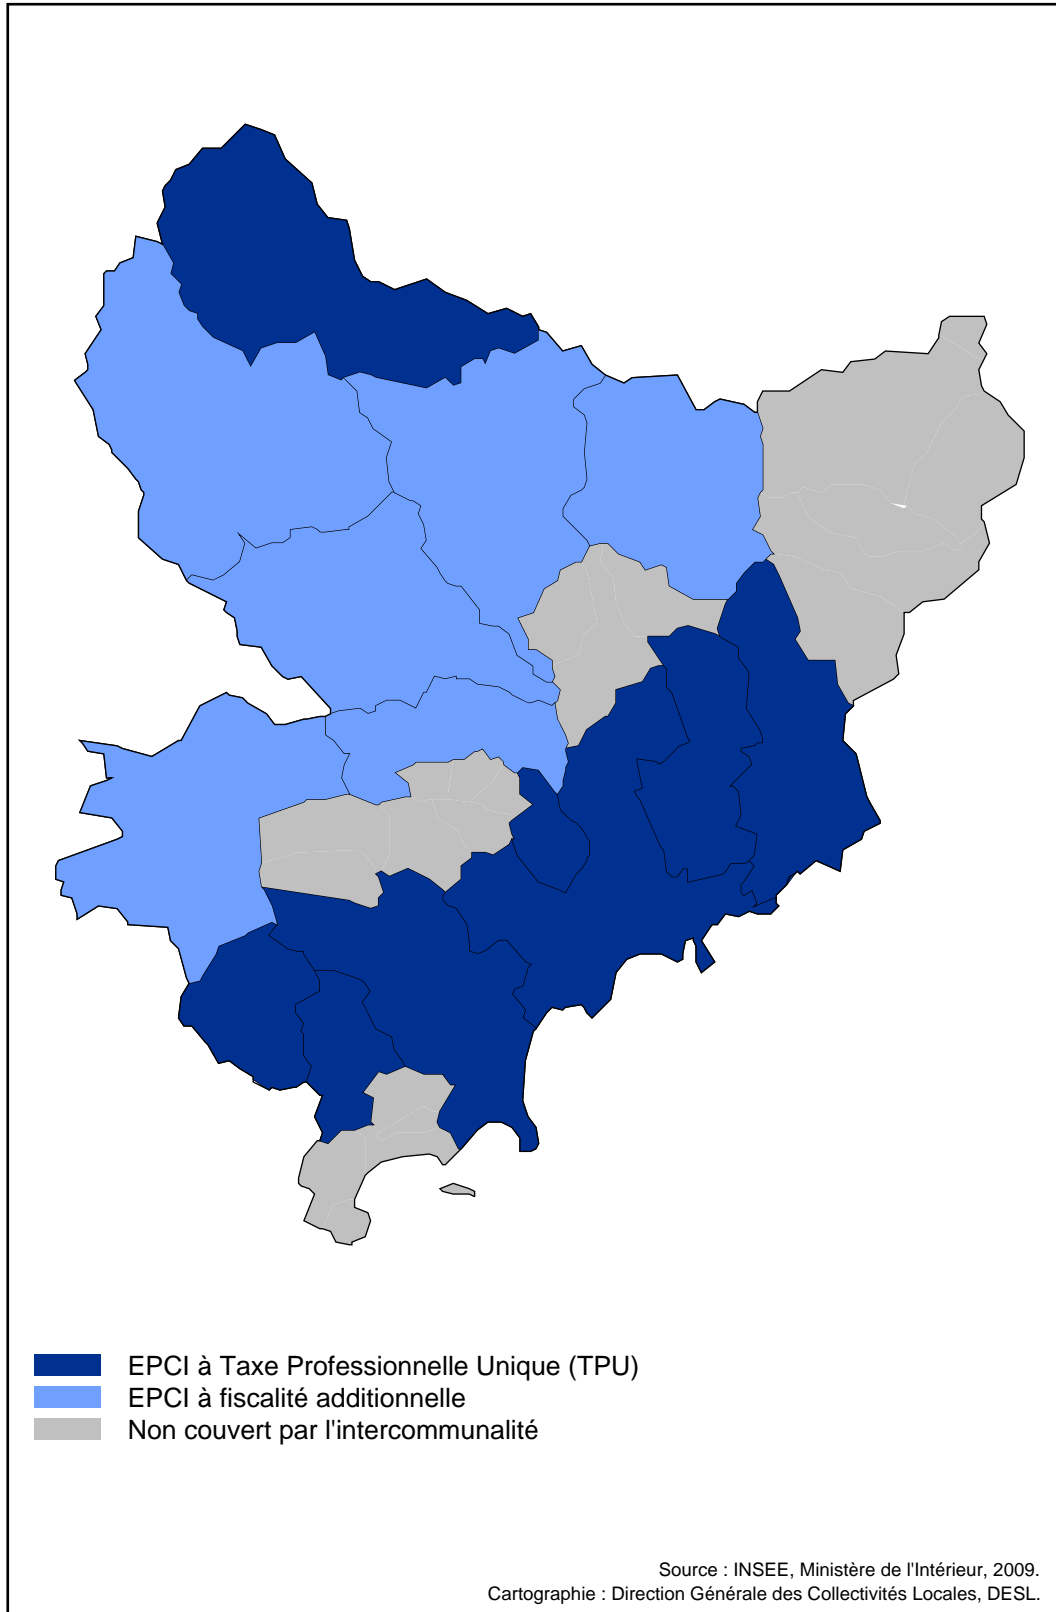 EPCI à Taxe Professionnelle Unique (TPU)
EPCI à fiscalité additionnelle
Non couvert par l'intercommunalité
Source : INSEE, Ministère de l'Intérieur, 2009.
Cartographie : Direction Générale des Collectivités Locales, DESL.